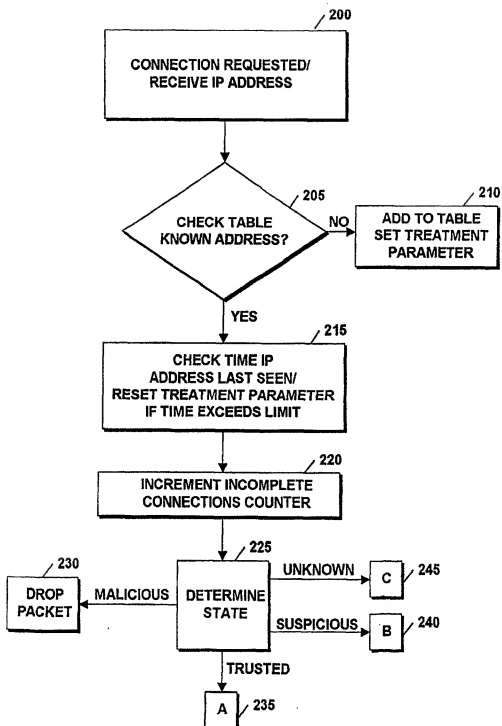 200
CONNECTION REQUESTED/
RECEIVE IP ADDRESS
205
CHECK TABLE
KNOWN ADDRESS?
NO
210
ADD TO TABLE
SET TREATMENT
PARAMETER
YES
215
CHECK TIME IP
ADDRESS LAST SEEN/
RESET TREATMENT PARAMETER
IF TIME EXCEEDS LIMIT
220
INCREMENT INCOMPLETE
CONNECTIONS COUNTER
225
DETERMINE
STATE
230
DROP
PACKET
MALICIOUS
UNKNOWN
C
245
SUSPICIOUS
B
240
TRUSTED
A
235